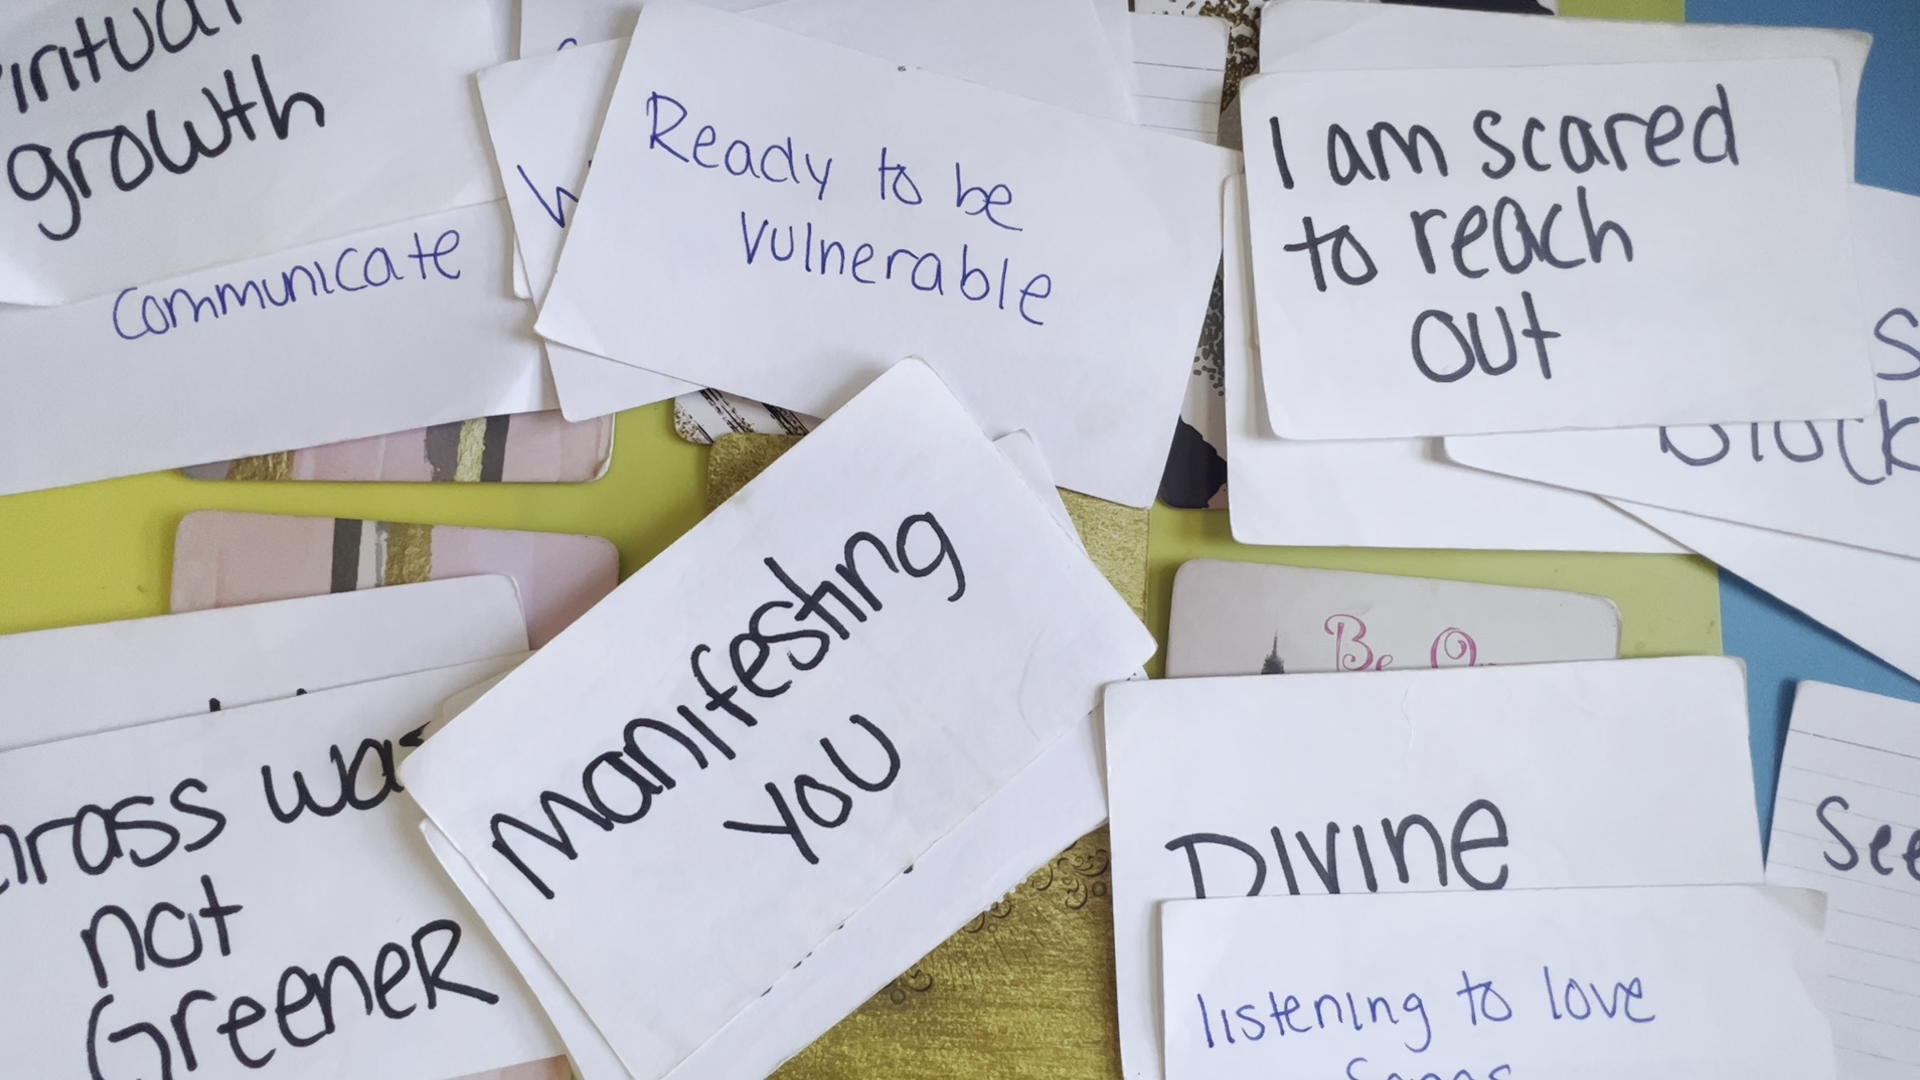 growth
communicate
Ready to be
vulnerable
I am scared
to reach
out
Manifesting
you
Be
not
Greener
Divine
listening to love